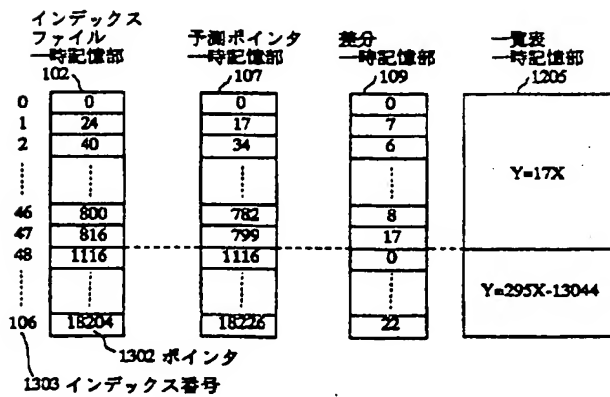 インデックス
ファイル
一時記憶部
予測ポインタ
一時記憶部
差分
一時記憶部
一覧表
一時記憶部
102
107
109
1205
0 0 0 0
1 24 17 7
2 40 34 6
Y=17X
46 800 782 8
47 816 799 17
48 1116 1116 0
Y=295X-13044
106 18204 18226 22
1302 ポインタ
1303 インデックス番号